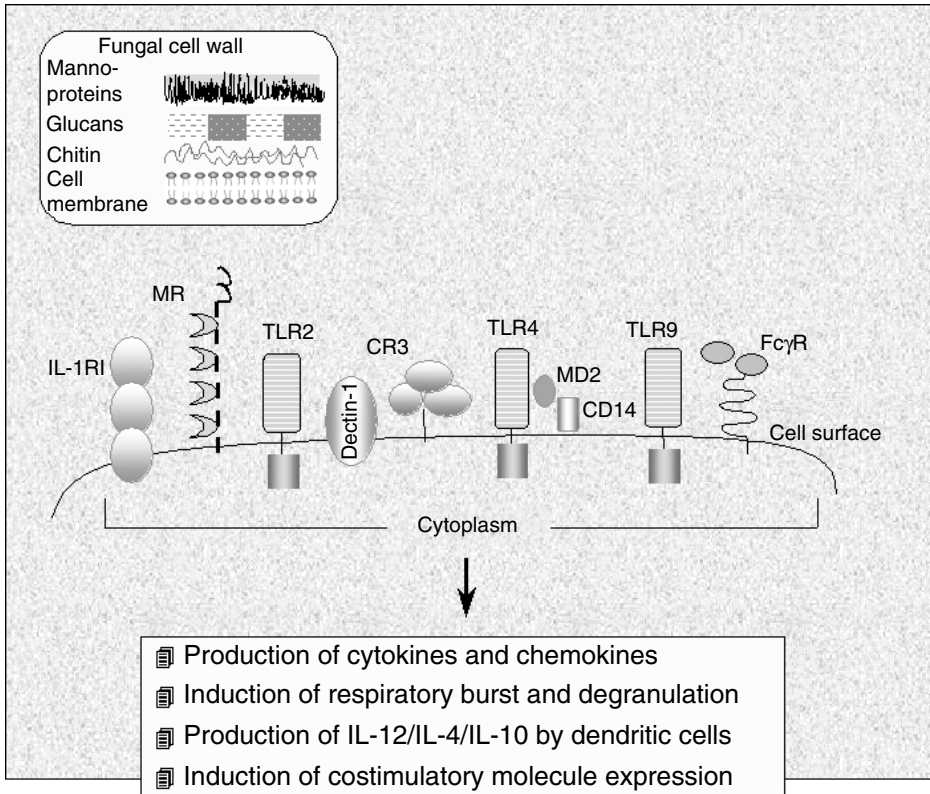 Fungal cell wall
Manno-
proteins
Glucans
Chitin
Cell
membrane
MR
IL-1RI
TLR2
Dectin-1
CR3
TLR4
MD2
CD14
TLR9
FcγR
Cell surface
Cytoplasm
Production of cytokines and chemokines
Induction of respiratory burst and degranulation
Production of IL-12/IL-4/IL-10 by dendritic cells
Induction of costimulatory molecule expression